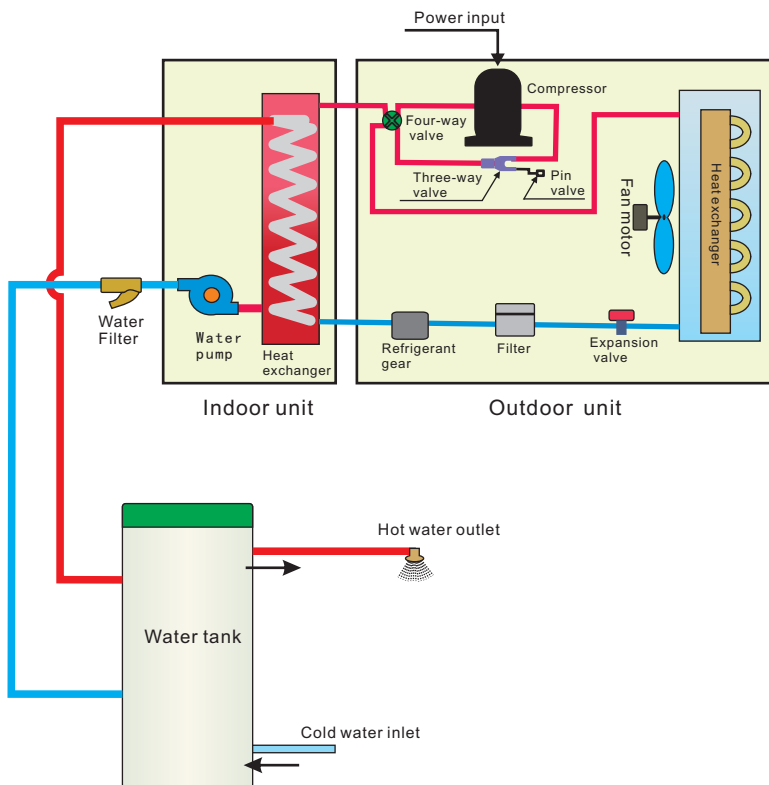 Power input
Compressor
Four-way
valve
Three-way
valve
Pin
valve
Fan motor
Heat exchanger
Water
Filter
Water
pump
Heat
exchanger
Refrigerant
gear
Filter
Expansion
valve
Indoor unit
Outdoor unit
Hot water outlet
Water tank
Cold water inlet